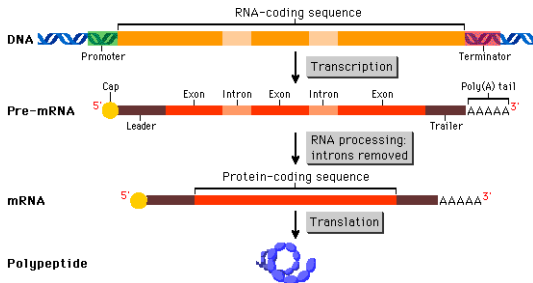 RNA-coding sequence
DNA
Promoter
Terminator
Transcription
Cap
Poly(A) tail
Exon Intron Exon Intron Exon
Pre-mRNA
5' AAAAA 3'
Leader
Trailer
RNA processing:
introns removed
Protein-coding sequence
mRNA
5' AAAAA 3'
Translation
Polypeptide